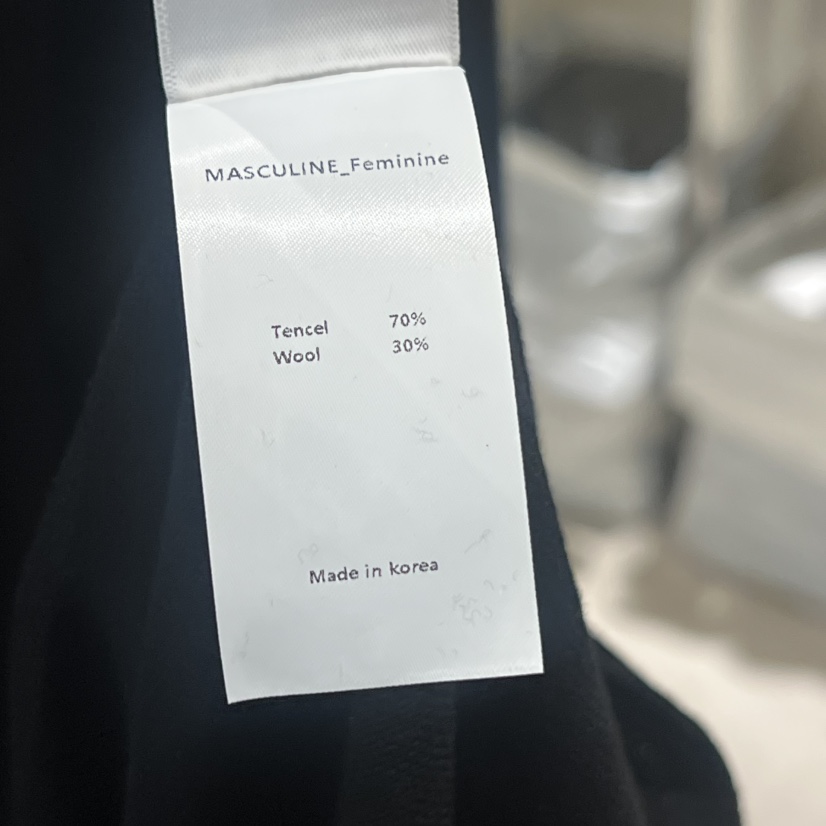 MASCULINE_Feminine
Tencel 70%
Wool 30%
Made in korea